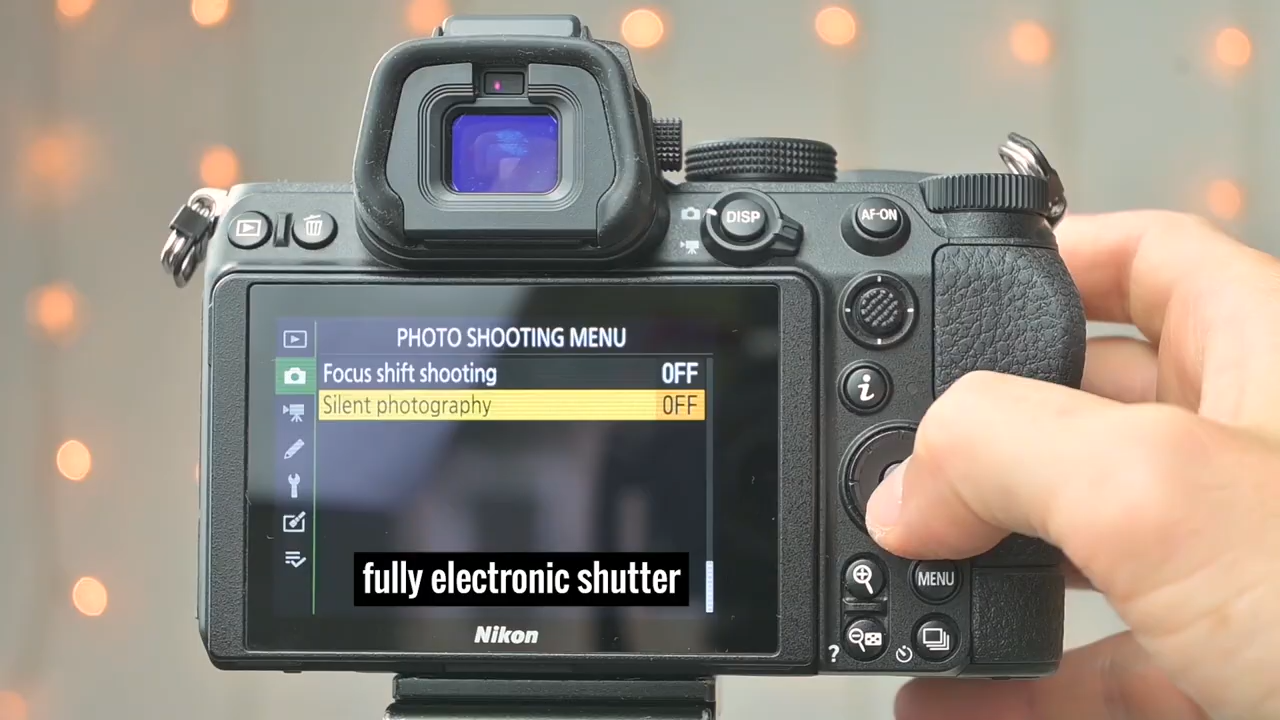 DISP
AF-ON
PHOTO SHOOTING MENU
Focus shift shooting OFF
Silent photography OFF
i
fully electronic shutter
MENU
Nikon
?